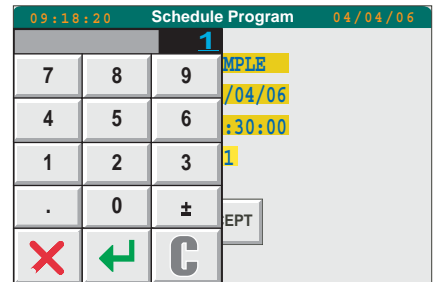 09:18:20 Schedule Program 04/04/06
1
7 8 9 MPLE
/04/06
4 5 6 :30:00
1 2 3 1
. 0 ± EPT
C